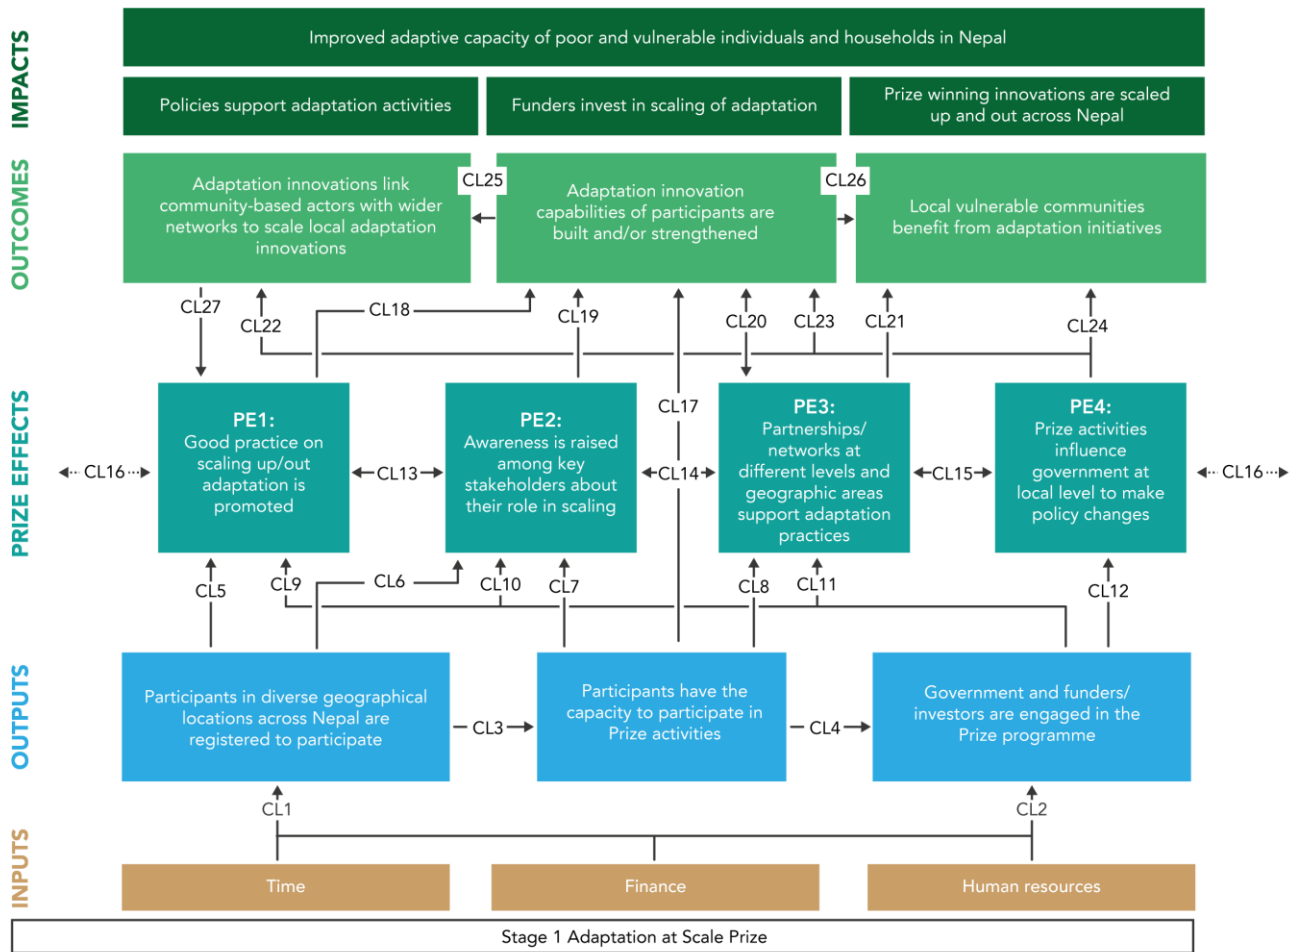 IMPACTS
Improved adaptive capacity of poor and vulnerable individuals and households in Nepal
Policies support adaptation activities
Funders invest in scaling of adaptation
Prize winning innovations are scaled
up and out across Nepal
OUTCOMES
Adaptation innovations link
community-based actors with wider
networks to scale local adaptation
innovations
CL25
Adaptation innovation
capabilities of participants are
built and/or strengthened
CL26
Local vulnerable communities
benefit from adaptation initiatives
CL27
CL22
CL18
CL19
CL20
CL23
CL21
CL24
CL17
PRIZE EFFECTS
CL16
PE1:
Good practice on
scaling up/out
adaptation is
promoted
CL13
PE2:
Awareness is raised
among key
stakeholders about
their role in scaling
CL14
PE3:
Partnerships/
networks at
different levels and
geographic areas
support adaptation
practices
CL15
PE4:
Prize activities
influence
government at
local level to make
policy changes
CL16
CL5
CL9
CL6
CL10
CL7
CL8
CL11
CL12
OUTPUTS
Participants in diverse geographical
locations across Nepal are
registered to participate
CL3
Participants have the
capacity to participate in
Prize activities
CL4
Government and funders/
investors are engaged in the
Prize programme
CL1
CL2
INPUTS
Time
Finance
Human resources
Stage 1 Adaptation at Scale Prize